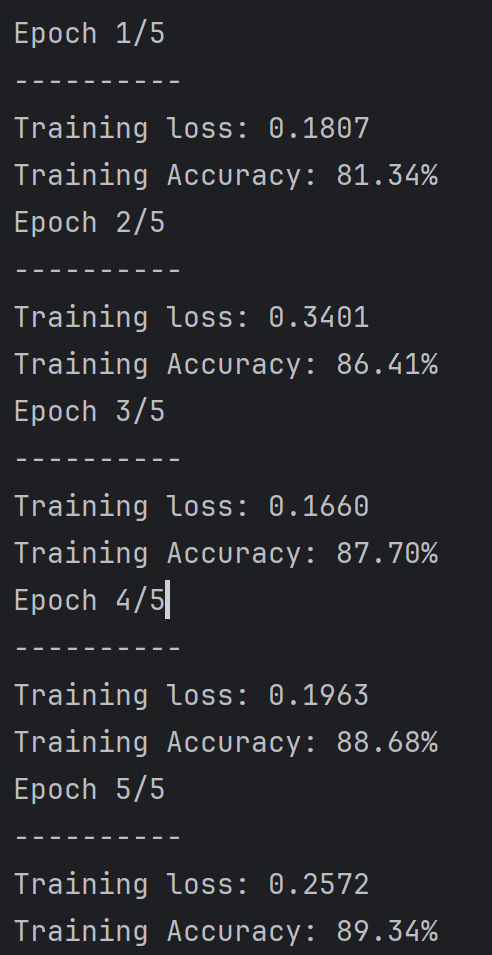 Epoch 1/5
----------
Training loss: 0.1807
Training Accuracy: 81.34%
Epoch 2/5
----------
Training loss: 0.3401
Training Accuracy: 86.41%
Epoch 3/5
----------
Training loss: 0.1660
Training Accuracy: 87.70%
Epoch 4/5
----------
Training loss: 0.1963
Training Accuracy: 88.68%
Epoch 5/5
----------
Training loss: 0.2572
Training Accuracy: 89.34%